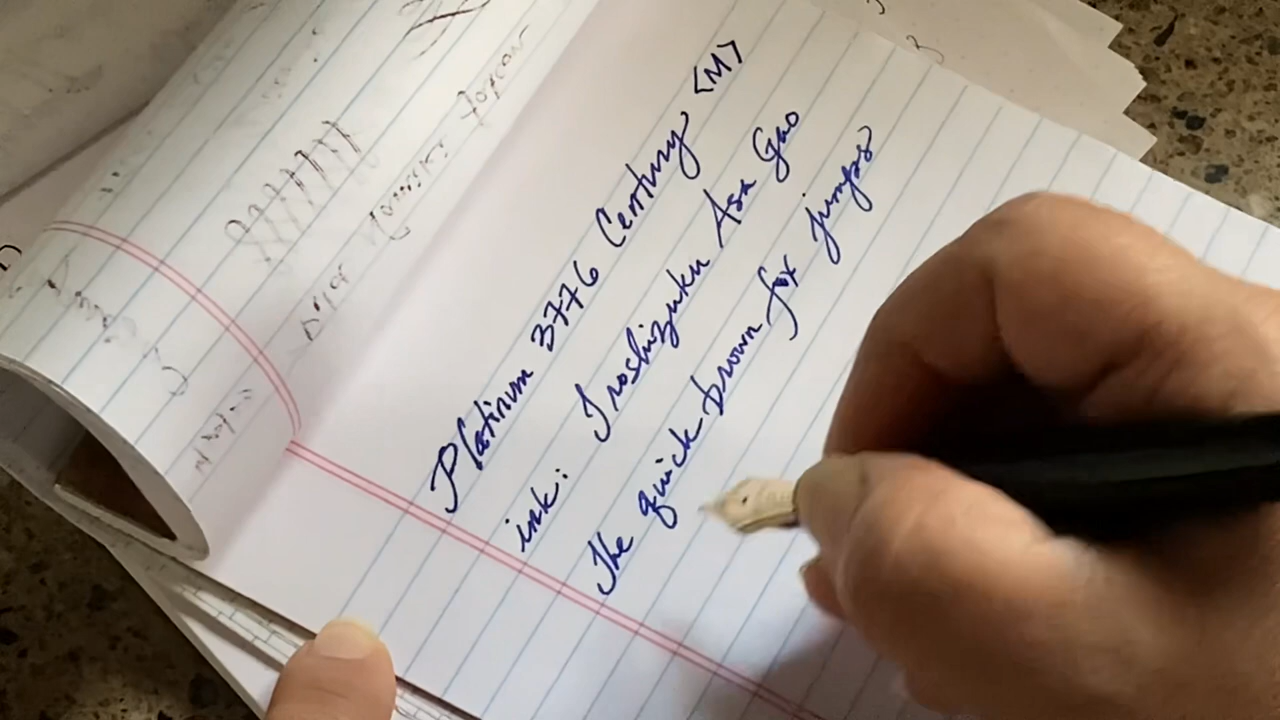 Platinum 3776 Century <M>
ink: Iroshizuku Asa Gao
The quick brown fox jumps